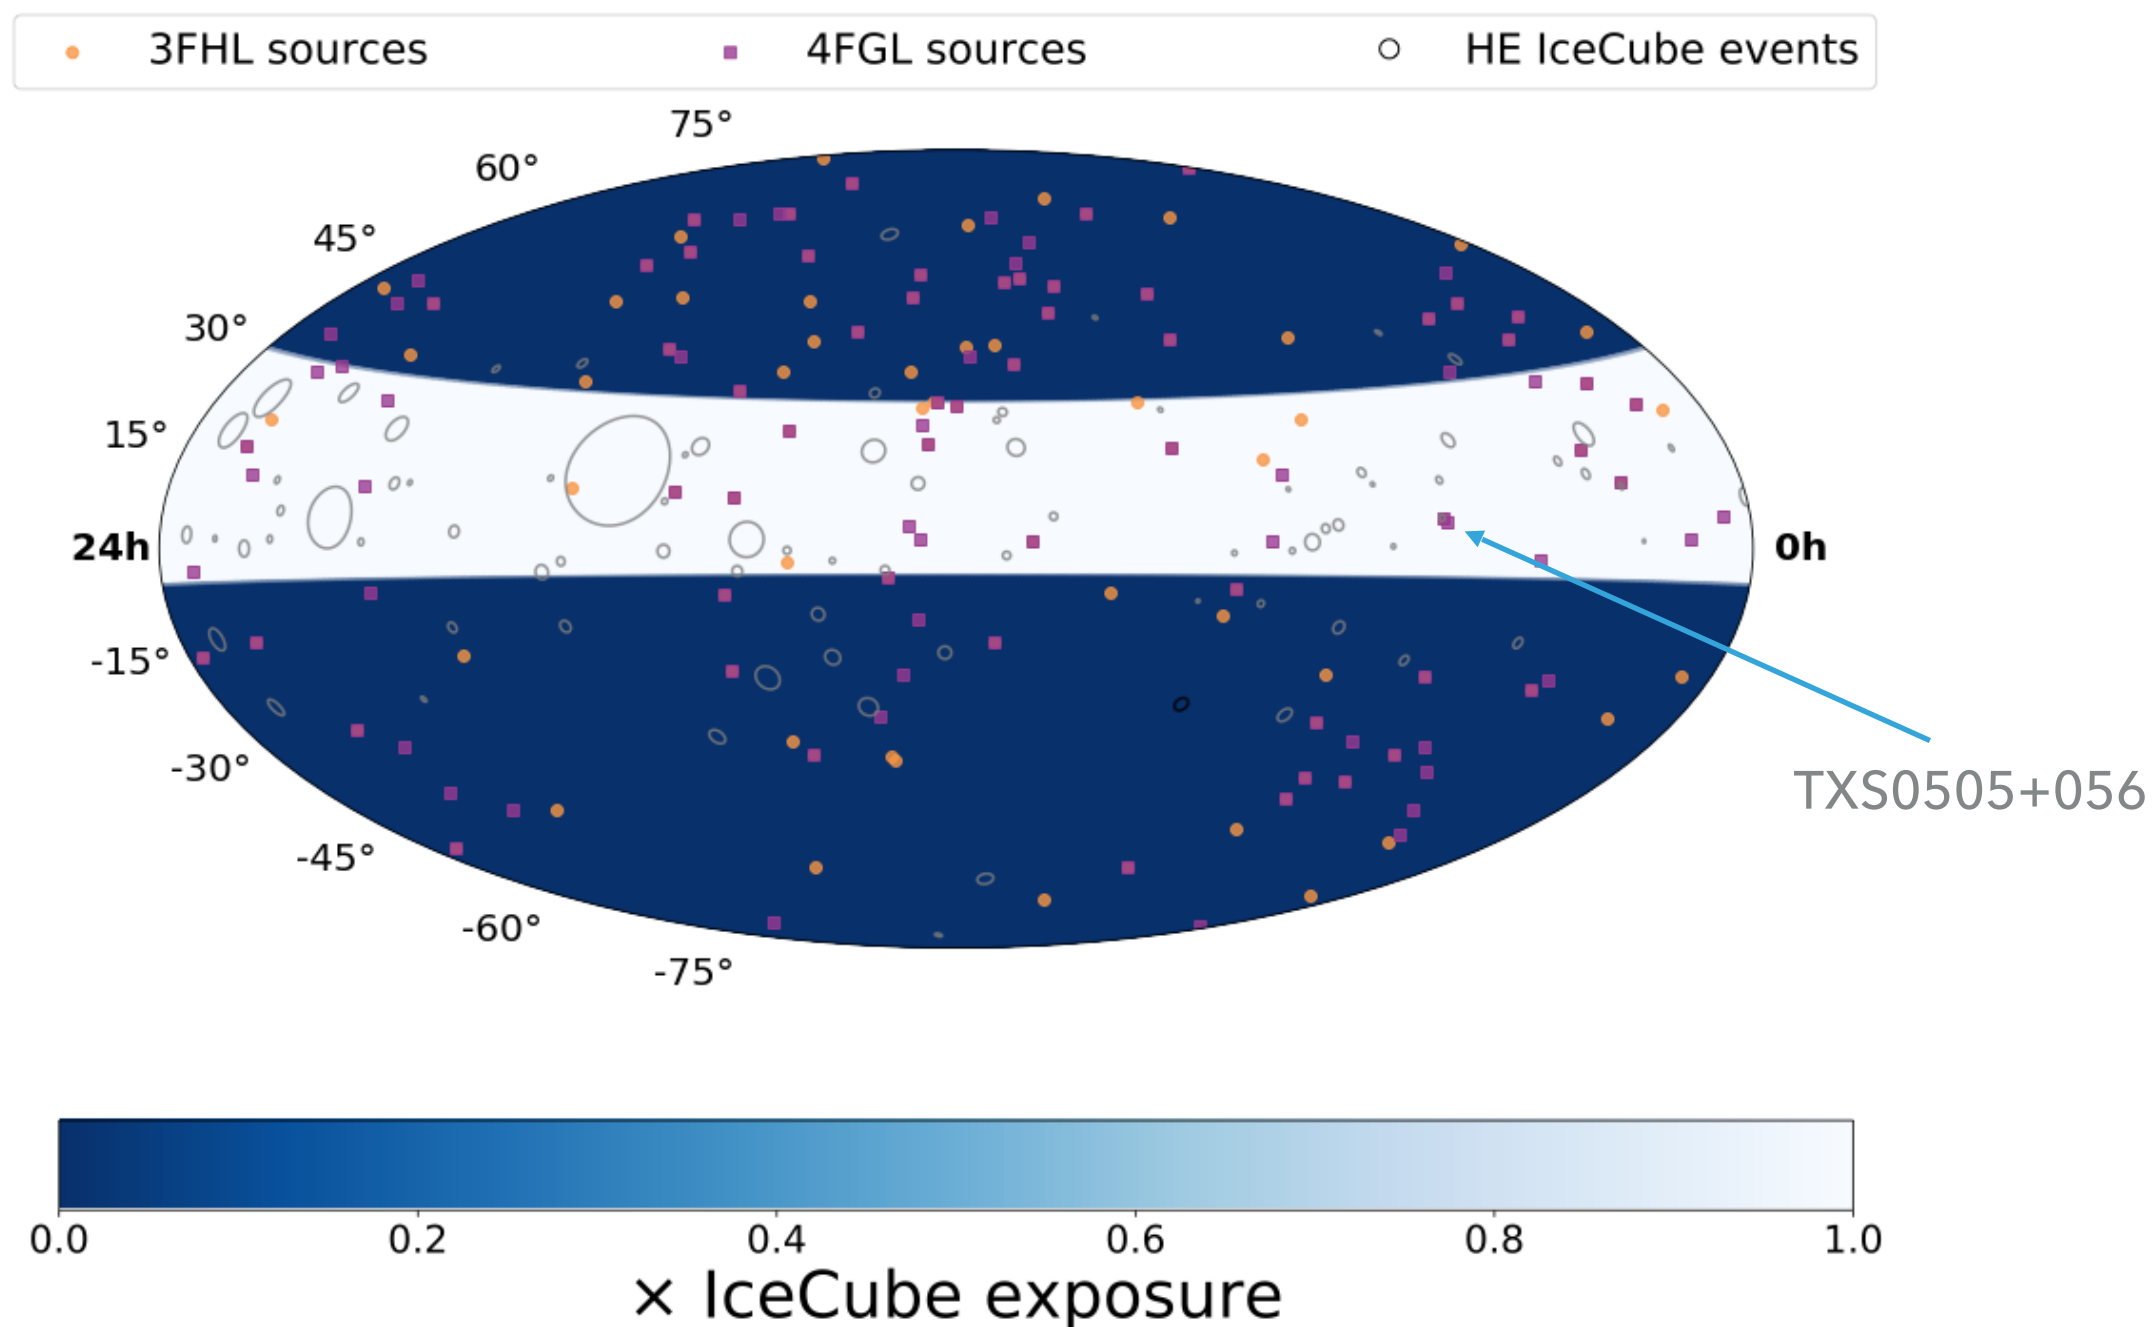 3FHL sources 4FGL sources HE IceCube events
75°
60°
45°
30°
15°
24h 0h
-15°
-30°
TXS0505+056
-45°
-60°
-75°
0.0 0.2 0.4 0.6 0.8 1.0
× IceCube exposure